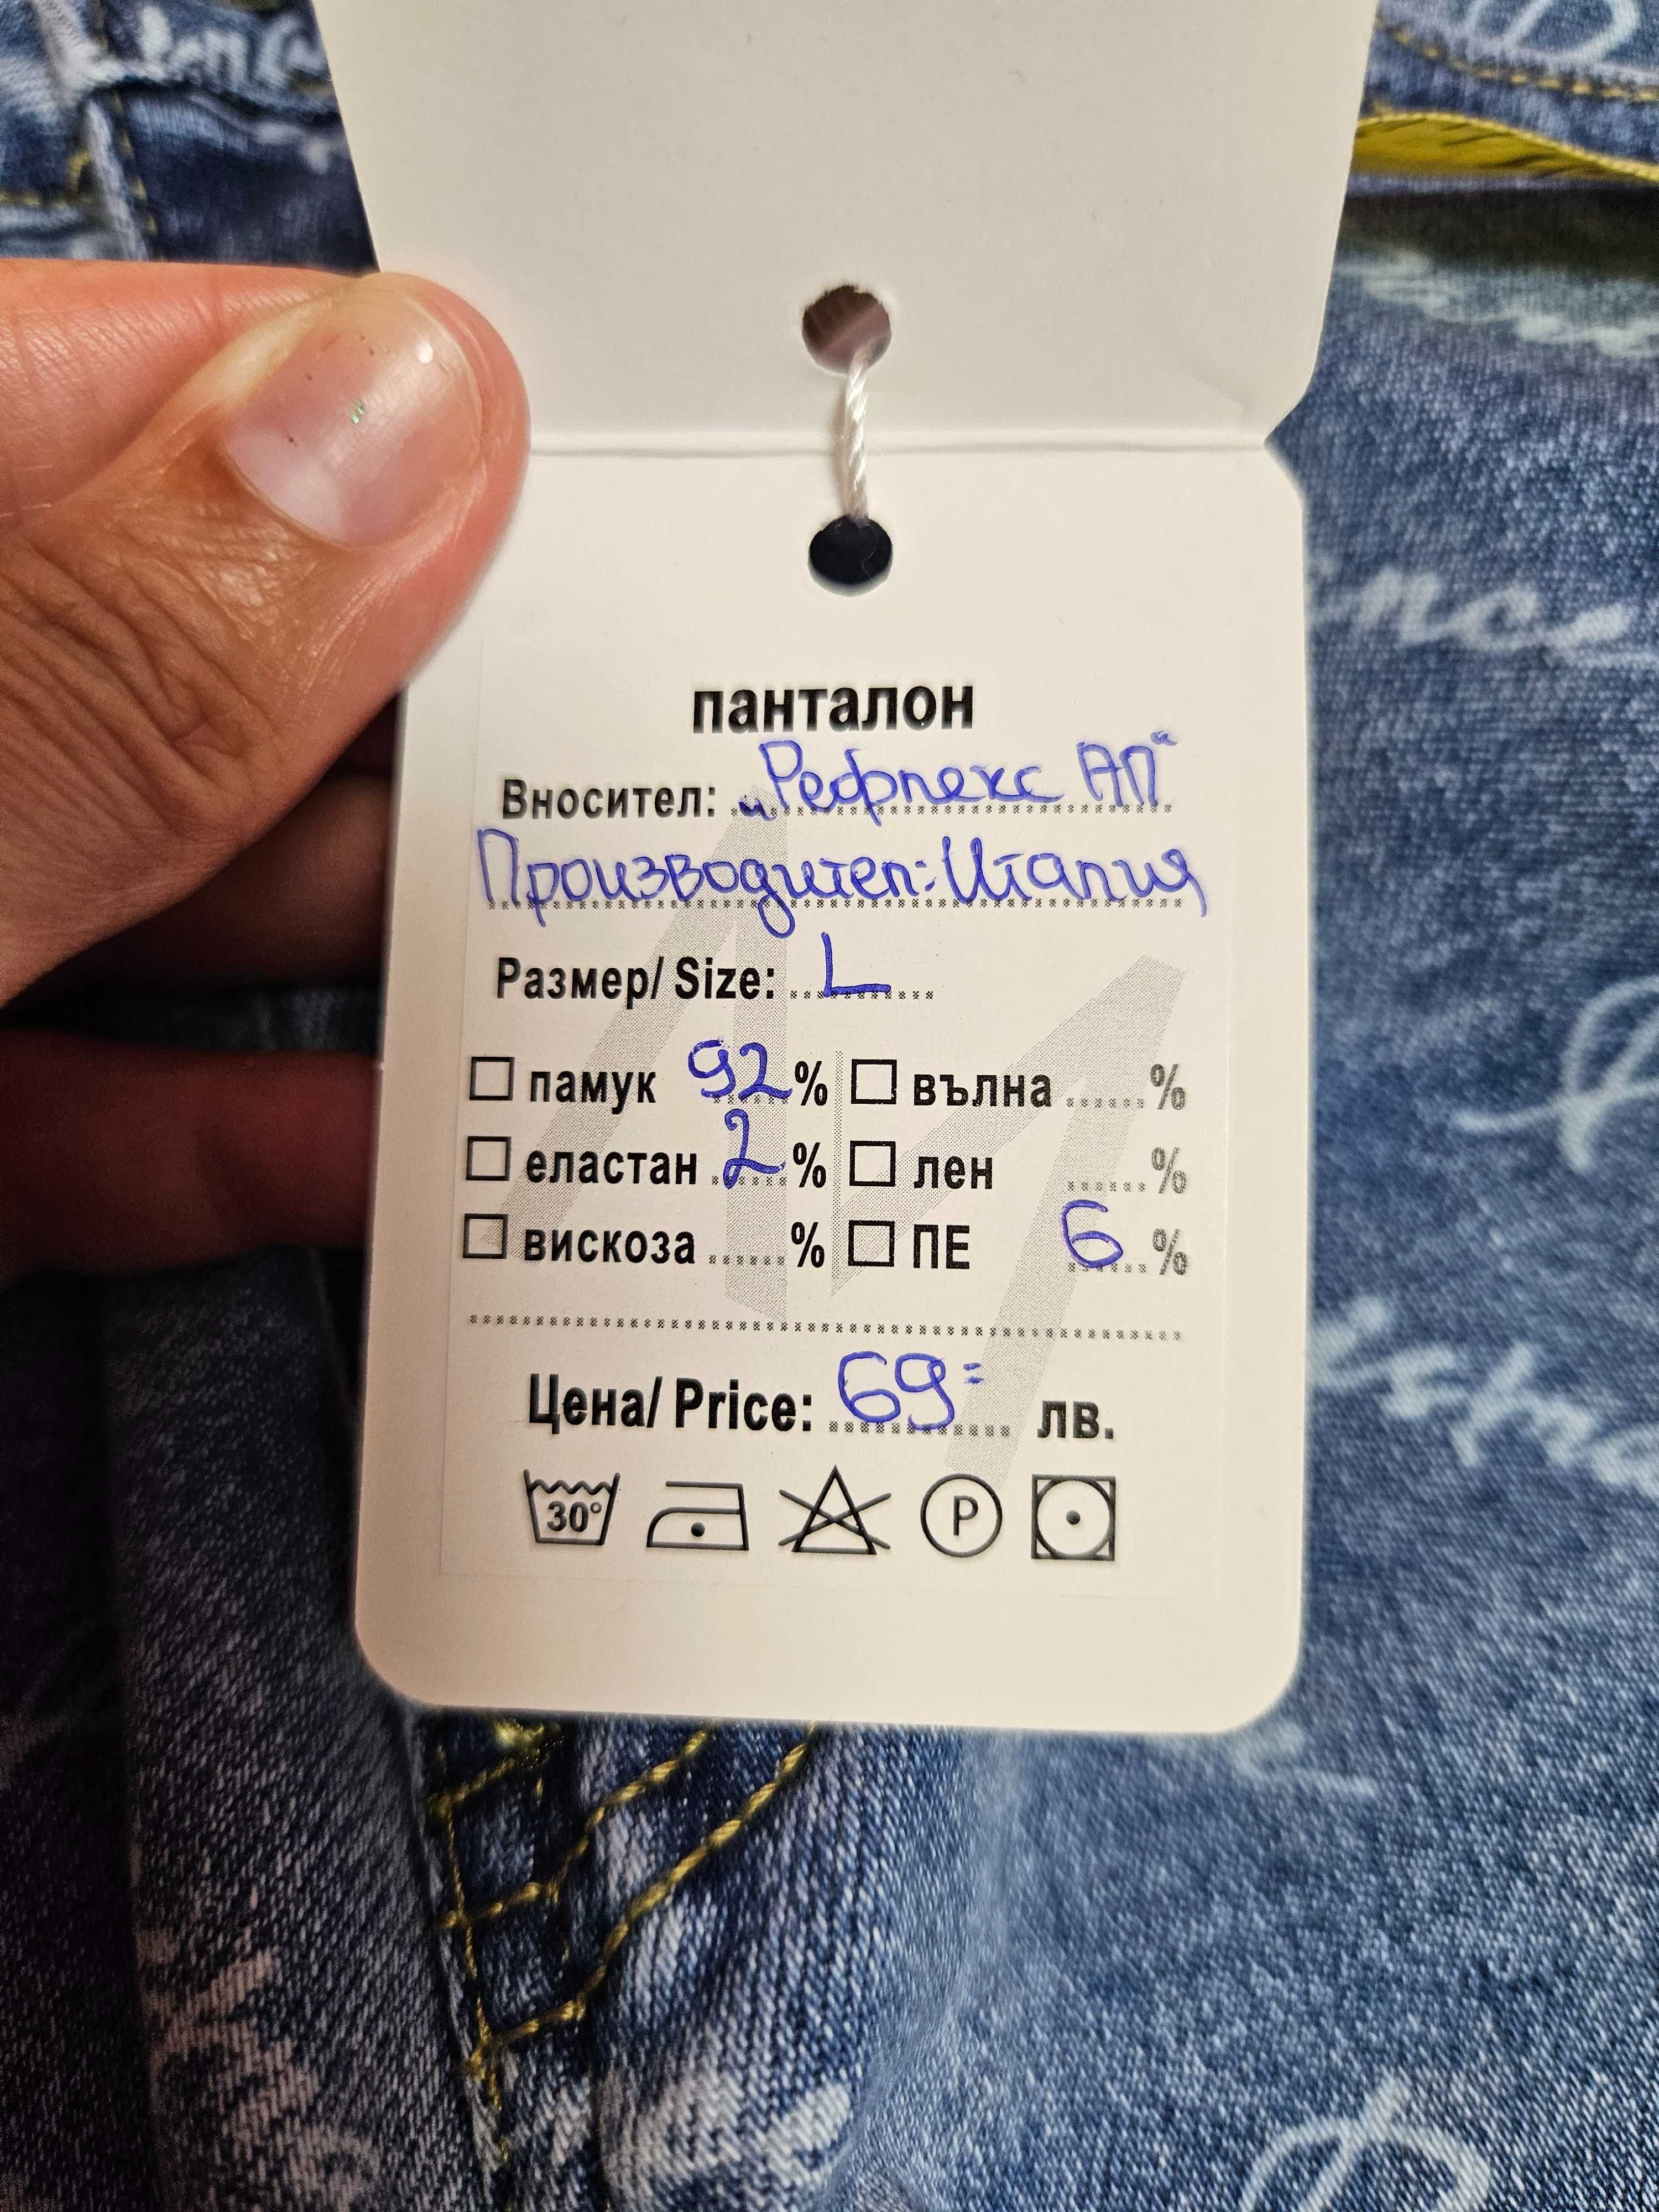 панталон
Вносител: „Рефлекс АП"
Производител: Италия
Размер/ Size: L
памук 92 % вълна %
еластан 2 % лен %
вискоза % ПЕ 6 %
Цена/ Price: 69= лв.
30° P